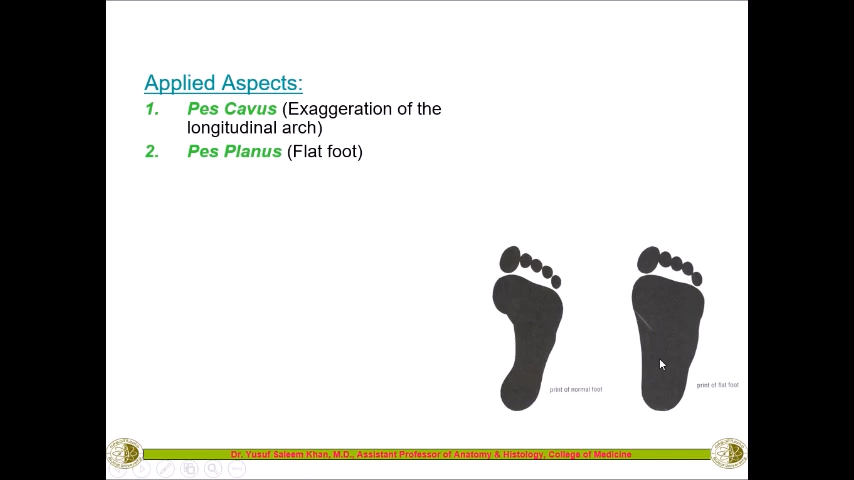 Applied Aspects:
1. Pes Cavus (Exaggeration of the
longitudinal arch)
2. Pes Planus (Flat foot)
print of normal foot
print of flat foot
Dr. Yusuf Saleem Khan, M.D., Assistant Professor of Anatomy & Histology, College of Medicine